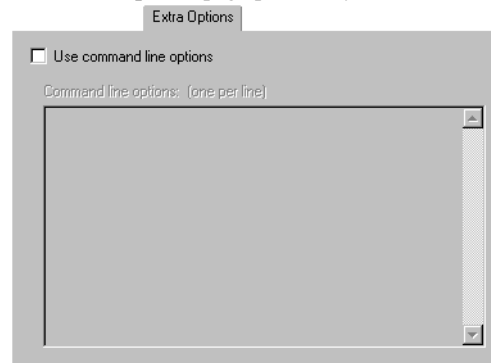 Extra Options
Use command line options
Command line options: (one per line)